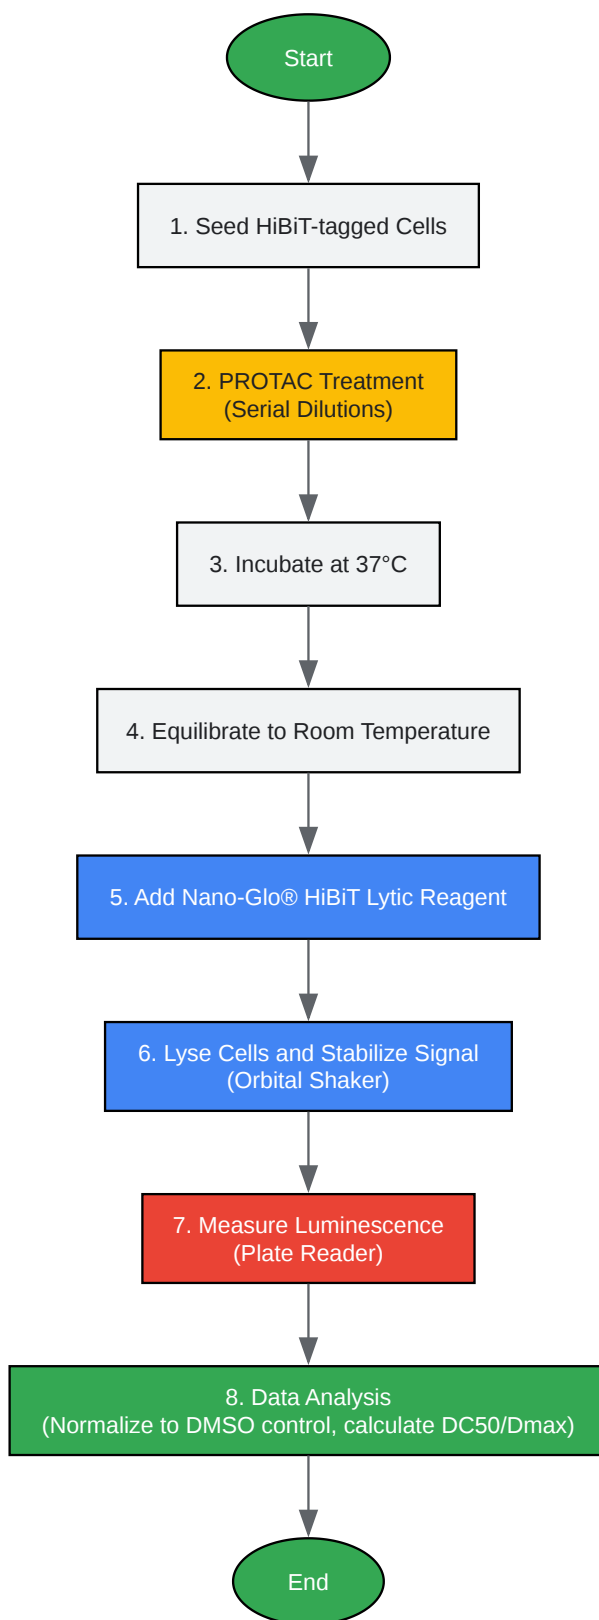 Start
1. Seed HiBiT-tagged Cells
2. PROTAC Treatment
(Serial Dilutions)
3. Incubate at 37°C
4. Equilibrate to Room Temperature
5. Add Nano-Glo® HiBiT Lytic Reagent
6. Lyse Cells and Stabilize Signal
(Orbital Shaker)
7. Measure Luminescence
(Plate Reader)
8. Data Analysis
(Normalize to DMSO control, calculate DC50/Dmax)
End